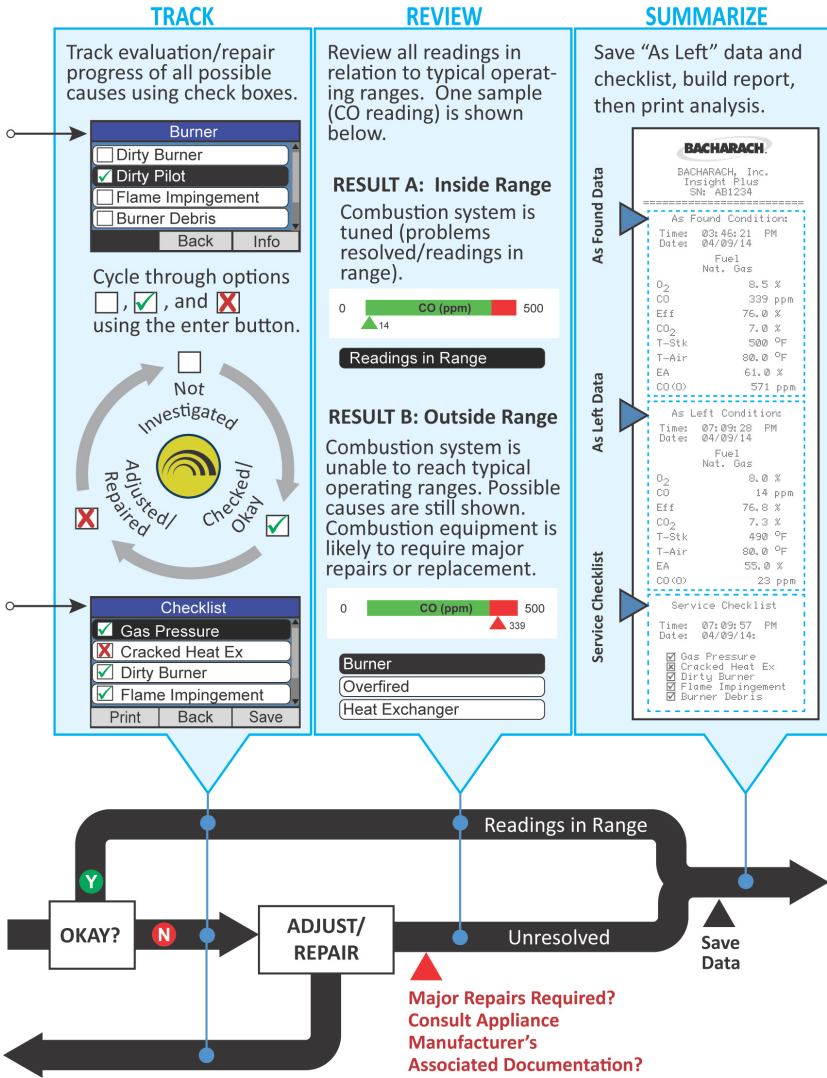 TRACK
Track evaluation/repair
progress of all possible
causes using check boxes.
Burner
Dirty Burner
Dirty Pilot
Flame Impingement
Burner Debris
Back Info
Cycle through options
, , and
using the enter button.
Not
Investigated
Checked/
Okay
Adjusted/
Repaired
Checklist
Gas Pressure
Cracked Heat Ex
Dirty Burner
Flame Impingement
Print Back Save
REVIEW
Review all readings in
relation to typical operat-
ing ranges. One sample
(CO reading) is shown
below.
RESULT A: Inside Range
Combustion system is
tuned (problems
resolved/readings in
range).
0 CO (ppm) 500
14
Readings in Range
RESULT B: Outside Range
Combustion system is
unable to reach typical
operating ranges. Possible
causes are still shown.
Combustion equipment is
likely to require major
repairs or replacement.
0 CO (ppm) 500
339
Burner
Overfired
Heat Exchanger
SUMMARIZE
Save “As Left” data and
checklist, build report,
then print analysis.
As Found Data
As Left Data
Service Checklist
BACHARACH
BACHARACH, Inc.
Insight Plus
SN: AB1234
==========================
As Found Condition:
Time: 03:46:21 PM
Date: 04/09/14
Fuel
Nat. Gas
O2 8.5 %
CO 339 ppm
Eff 76.0 %
CO2 7.0 %
T-Stk 500 °F
T-Air 80.0 °F
EA 61.0 %
CO(O) 571 ppm
As Left Condition:
Time: 07:09:28 PM
Date: 04/09/14
Fuel
Nat. Gas
O2 8.0 %
CO 14 ppm
Eff 76.8 %
CO2 7.3 %
T-Stk 490 °F
T-Air 80.0 °F
EA 55.0 %
CO(O) 23 ppm
Service Checklist
Time: 07:09:57 PM
Date: 04/09/14:
Gas Pressure
Cracked Heat Ex
Dirty Burner
Flame Impingement
Burner Debris
Readings in Range
Y
OKAY?
N
ADJUST/
REPAIR
Unresolved
Save
Data
Major Repairs Required?
Consult Appliance
Manufacturer’s
Associated Documentation?